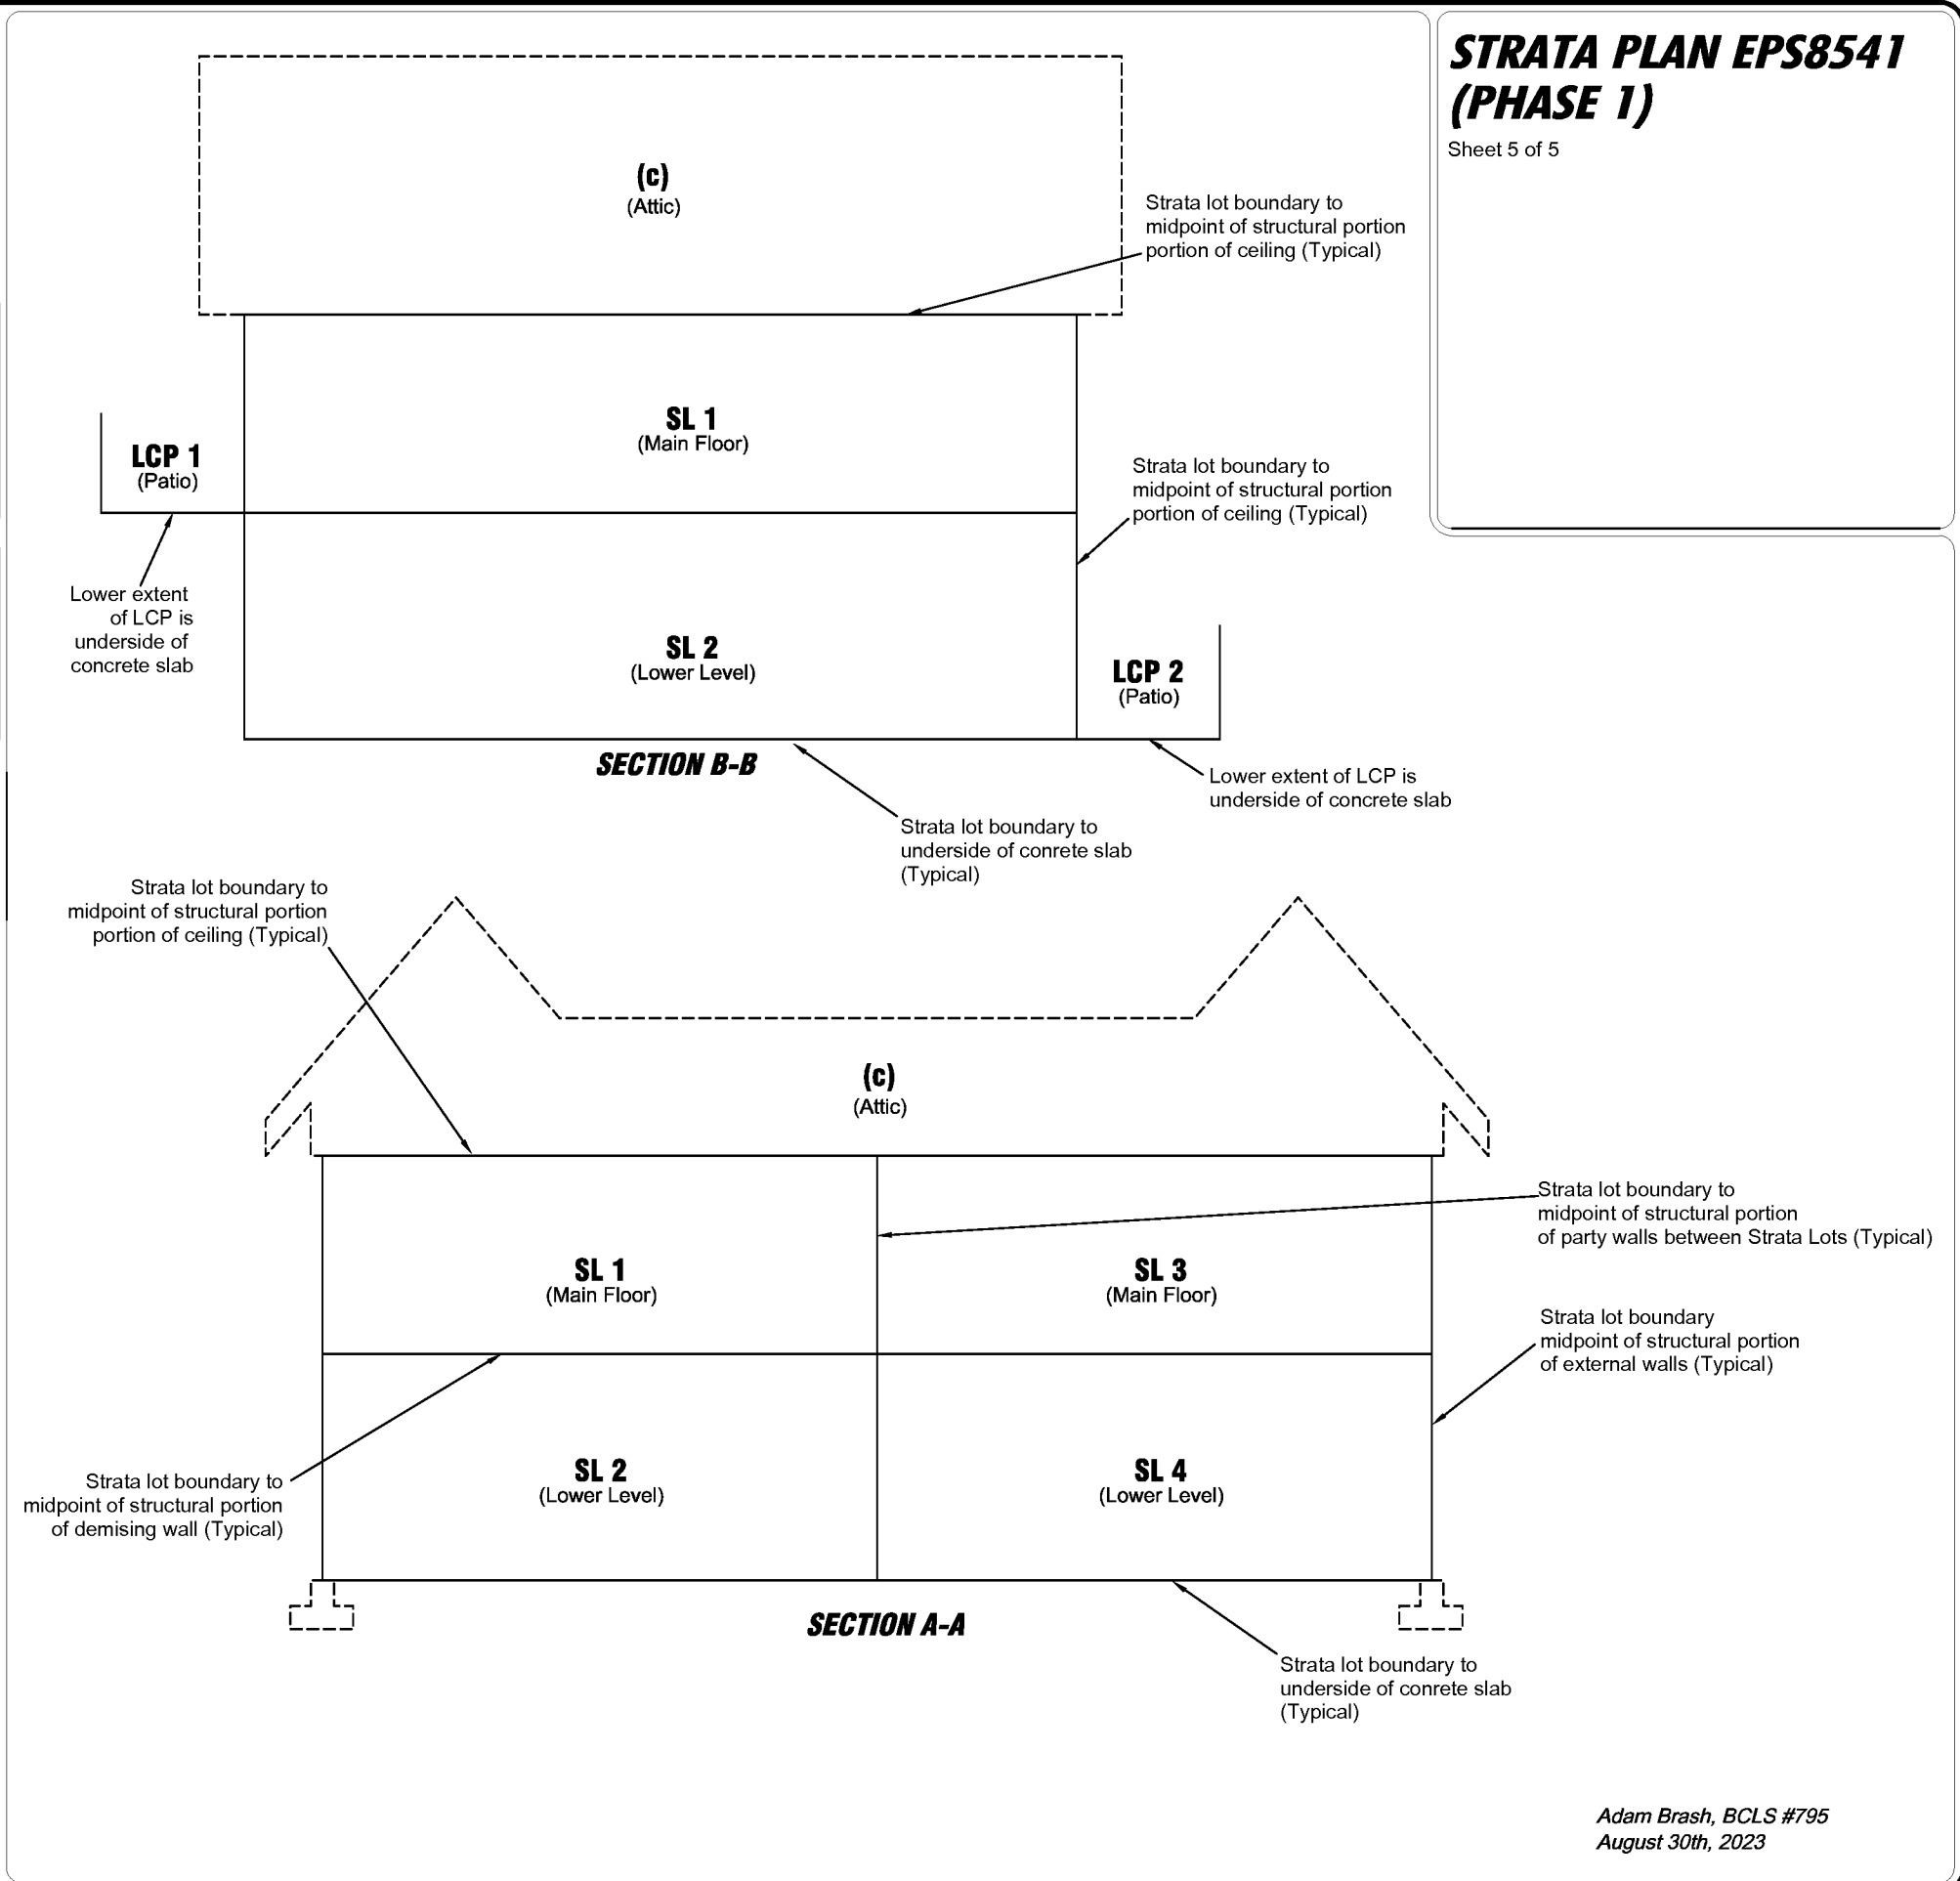 STRATA PLAN EPS8541
(PHASE 1)
Sheet 5 of 5
(c)
(Attic)
Strata lot boundary to
midpoint of structural portion
portion of ceiling (Typical)
SL 1
(Main Floor)
LCP 1
(Patio)
Strata lot boundary to
midpoint of structural portion
portion of ceiling (Typical)
Lower extent
of LCP is
underside of
concrete slab
SL 2
(Lower Level)
LCP 2
(Patio)
SECTION B-B
Lower extent of LCP is
underside of concrete slab
Strata lot boundary to
underside of conrete slab
(Typical)
Strata lot boundary to
midpoint of structural portion
portion of ceiling (Typical)
(c)
(Attic)
Strata lot boundary to
midpoint of structural portion
of party walls between Strata Lots (Typical)
SL 1
(Main Floor)
SL 3
(Main Floor)
Strata lot boundary
midpoint of structural portion
of external walls (Typical)
SL 2
(Lower Level)
SL 4
(Lower Level)
Strata lot boundary to
midpoint of structural portion
of demising wall (Typical)
SECTION A-A
Strata lot boundary to
underside of conrete slab
(Typical)
Adam Brash, BCLS #795
August 30th, 2023